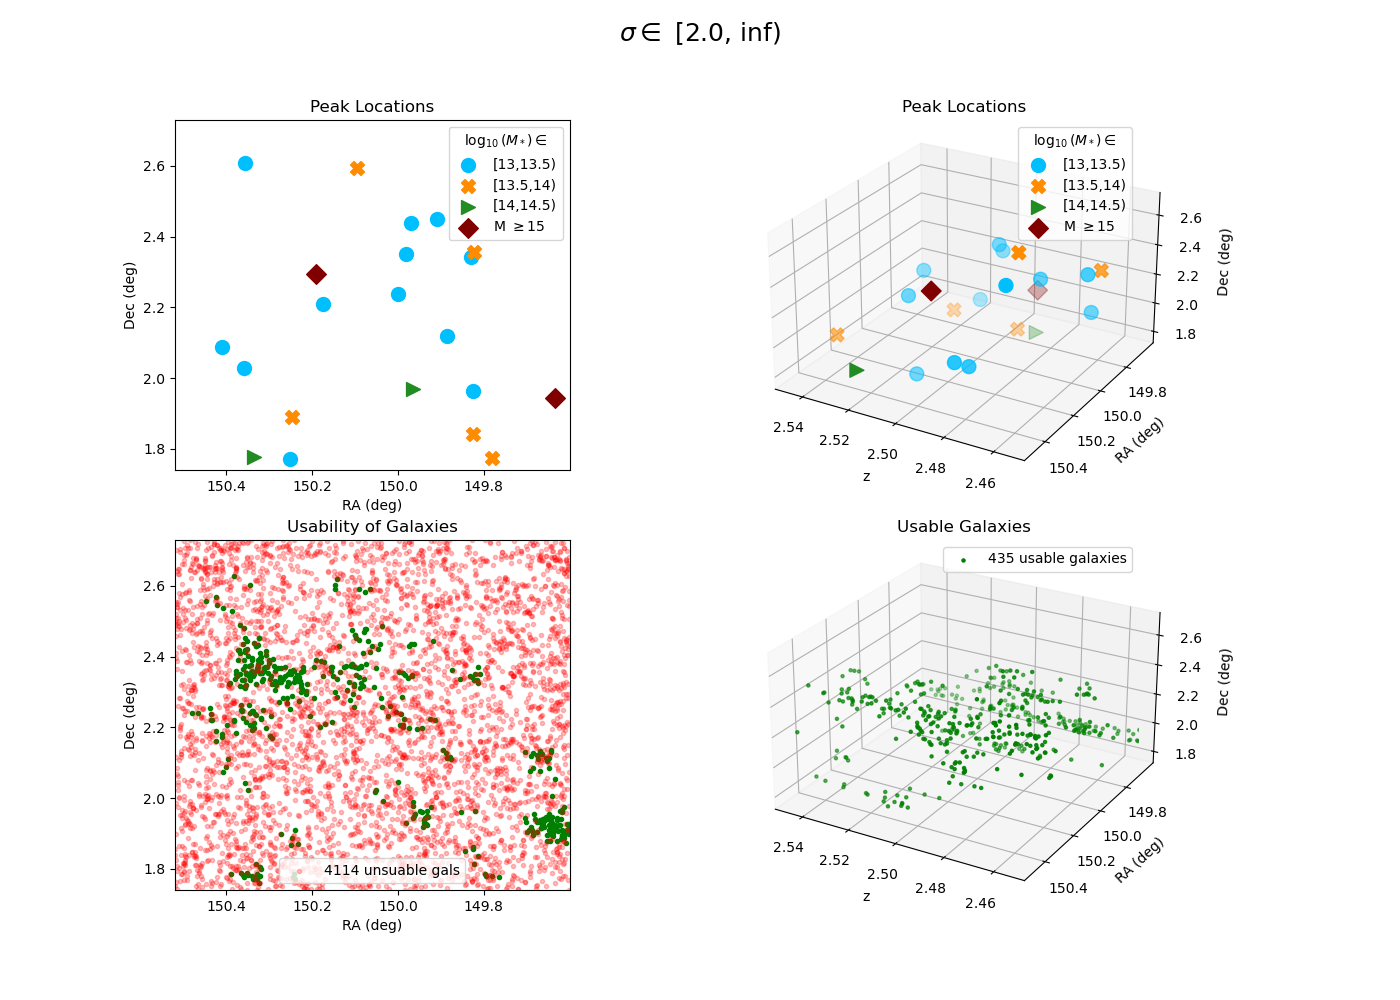 σ ∈ [2.0, inf)
Peak Locations
log₁₀(M*) ∈
[13,13.5)
[13.5,14)
[14,14.5)
M ≥15
2.6
2.4
2.2
2.0
1.8
Dec (deg)
150.4 150.2 150.0 149.8
RA (deg)
Peak Locations
log₁₀(M*) ∈
[13,13.5)
[13.5,14)
[14,14.5)
M ≥15
2.6
2.4
2.2
2.0
1.8
Dec (deg)
149.8
150.0
150.2
150.4
RA (deg)
2.54
2.52
2.50
2.48
2.46
z
Usability of Galaxies
2.6
2.4
2.2
2.0
1.8
Dec (deg)
4114 unsuable gals
150.4 150.2 150.0 149.8
RA (deg)
Usable Galaxies
435 usable galaxies
2.6
2.4
2.2
2.0
1.8
Dec (deg)
149.8
150.0
150.2
150.4
RA (deg)
2.54
2.52
2.50
2.48
2.46
z